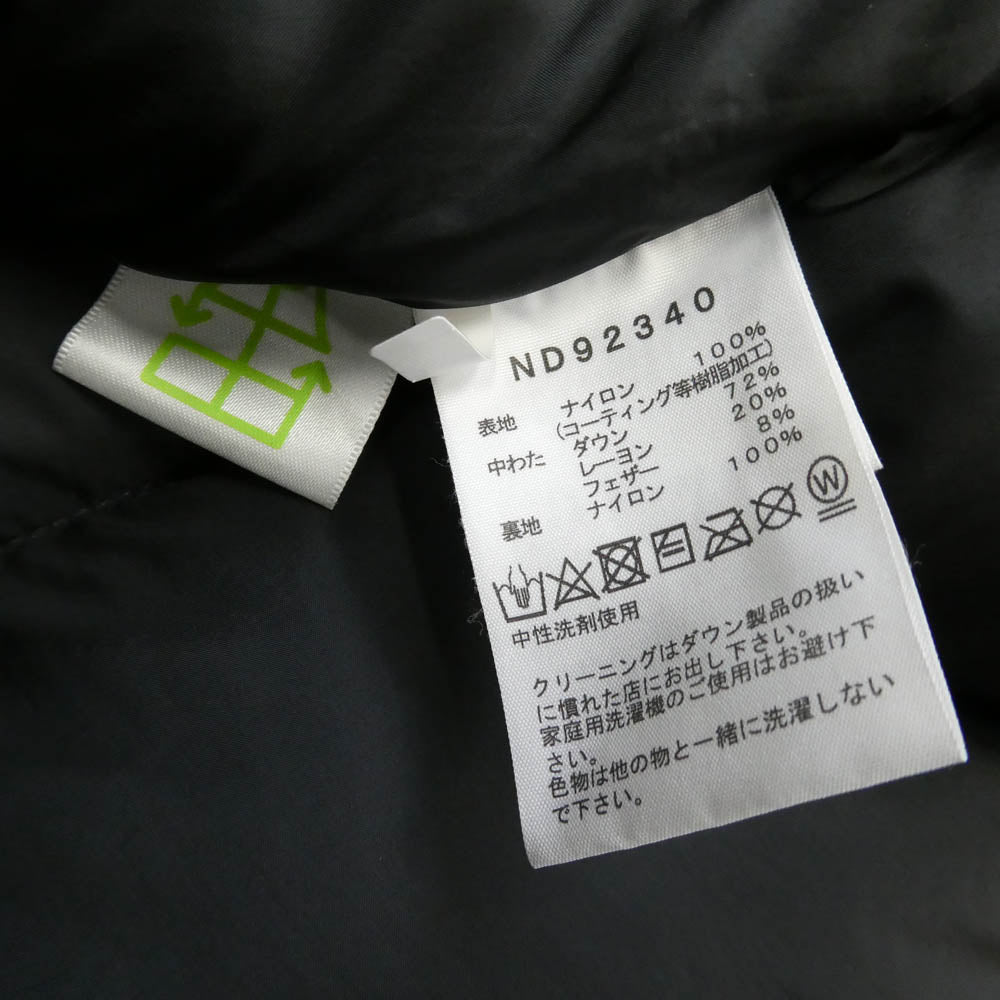 ND92340
表地 ナイロン 100%
(コーティング等樹脂加工)
中わた ダウン 72%
レーヨン 20%
フェザー 8%
裏地 ナイロン 100%
W
中性洗剤使用
クリーニングはダウン製品の扱い
に慣れた店にお出し下さい。
家庭用洗濯機のご使用はお避け下
さい。
色物は他の物と一緒に洗濯しない
で下さい。